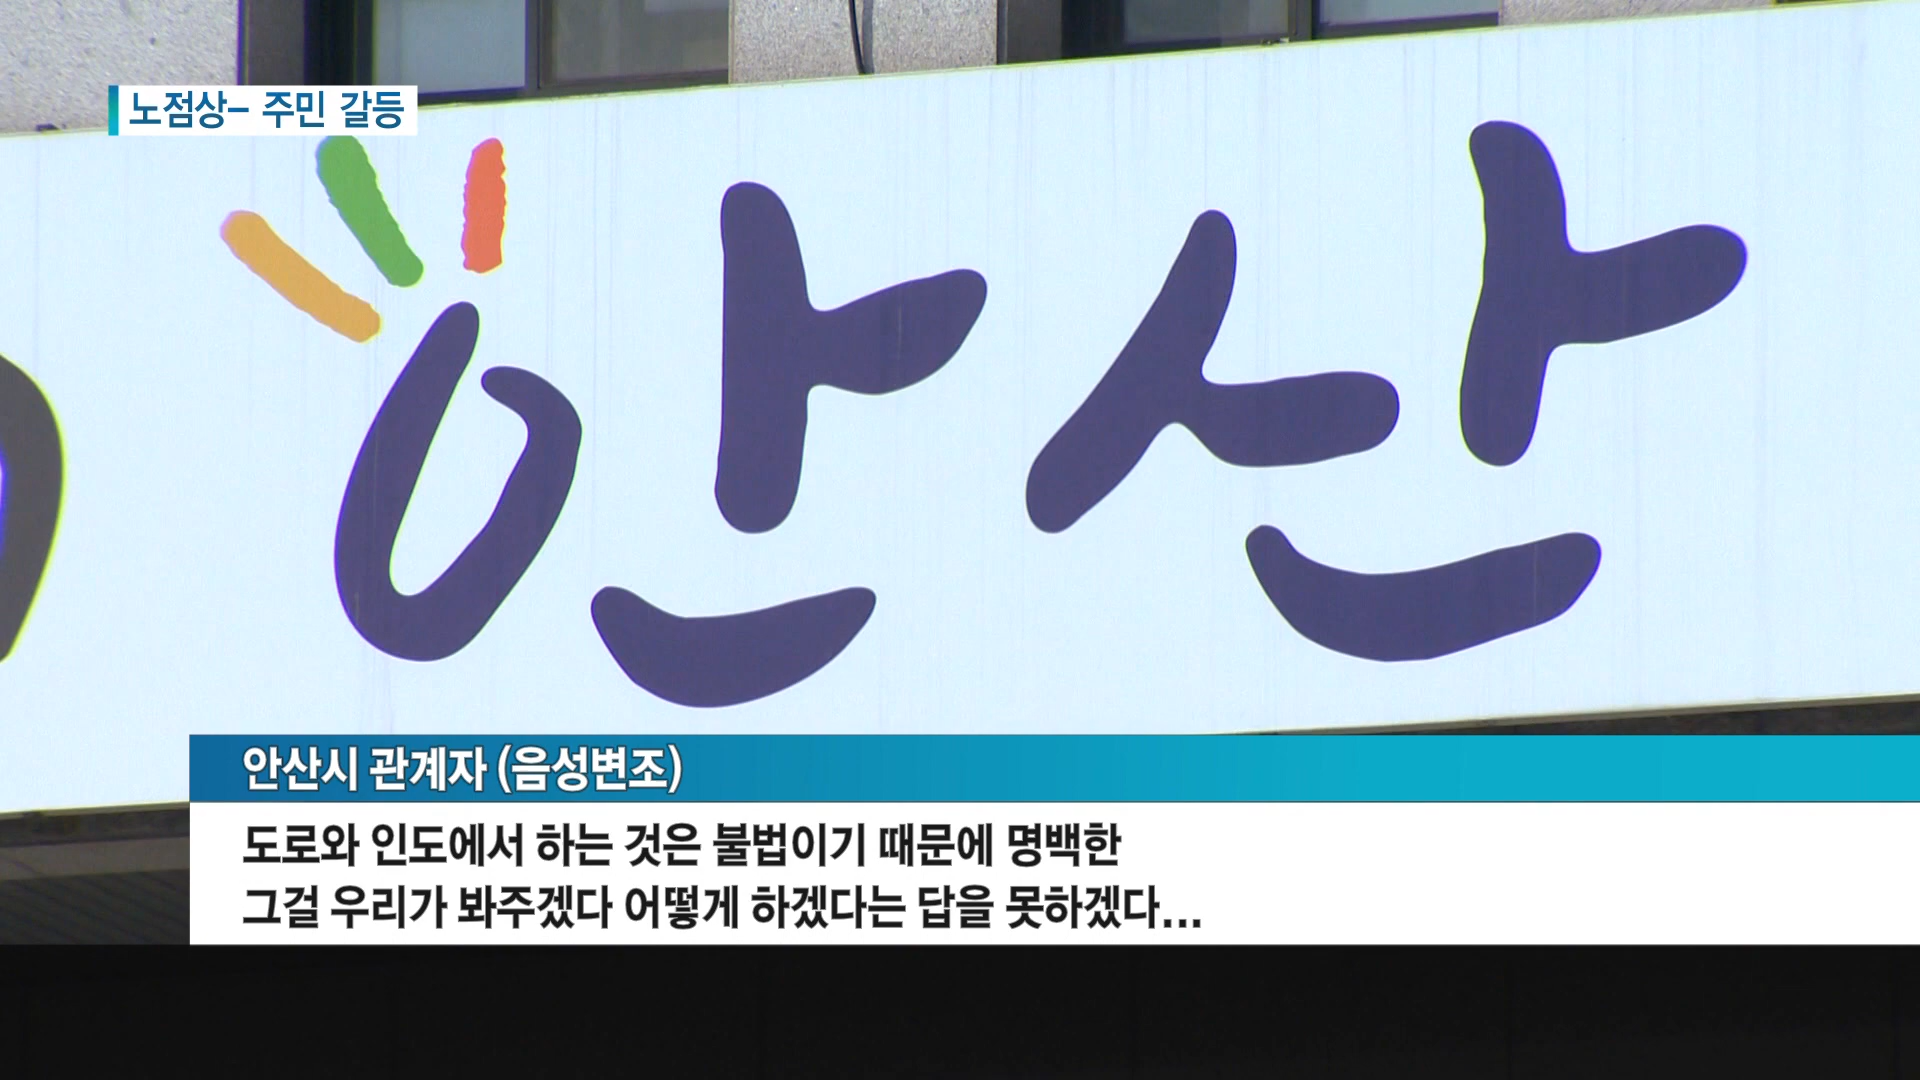 노점상- 주민 갈등
안산
안산시 관계자 (음성변조)
도로와 인도에서 하는 것은 불법이기 때문에 명백한
그걸 우리가 봐주겠다 어떻게 하겠다는 답을 못하겠다...